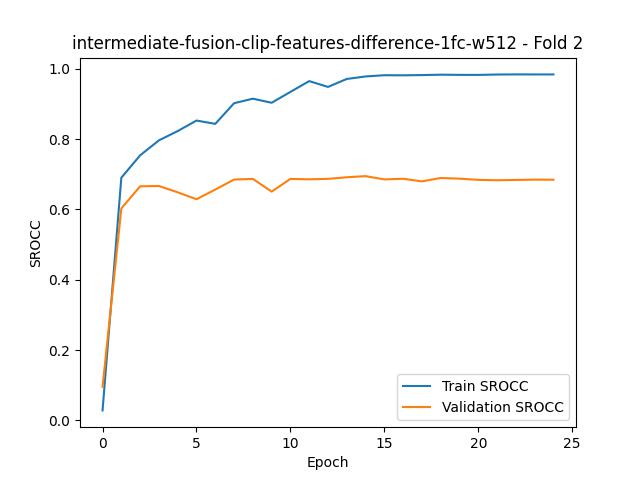 intermediate-fusion-clip-features-difference-1fc-w512 - Fold 2
1.0
0.8
0.6
0.4
0.2
0.0
SROCC
Train SROCC
Validation SROCC
0 5 10 15 20 25
Epoch